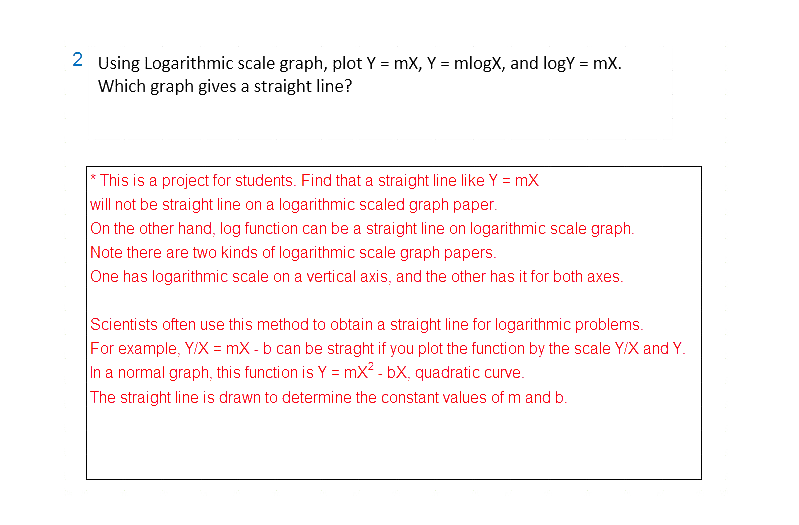 2 Using Logarithmic scale graph, plot Y = mX, Y = mlogX, and logY = mX.
Which graph gives a straight line?
* This is a project for students. Find that a straight line like Y = mX
will not be straight line on a logarithmic scaled graph paper.
On the other hand, log function can be a straight line on logarithmic scale graph.
Note there are two kinds of logarithmic scale graph papers.
One has logarithmic scale on a vertical axis, and the other has it for both axes.
Scientists often use this method to obtain a straight line for logarithmic problems.
For example, Y/X = mX - b can be straght if you plot the function by the scale Y/X and Y.
In a normal graph, this function is Y = mX² - bX, quadratic curve.
The straight line is drawn to determine the constant values of m and b.